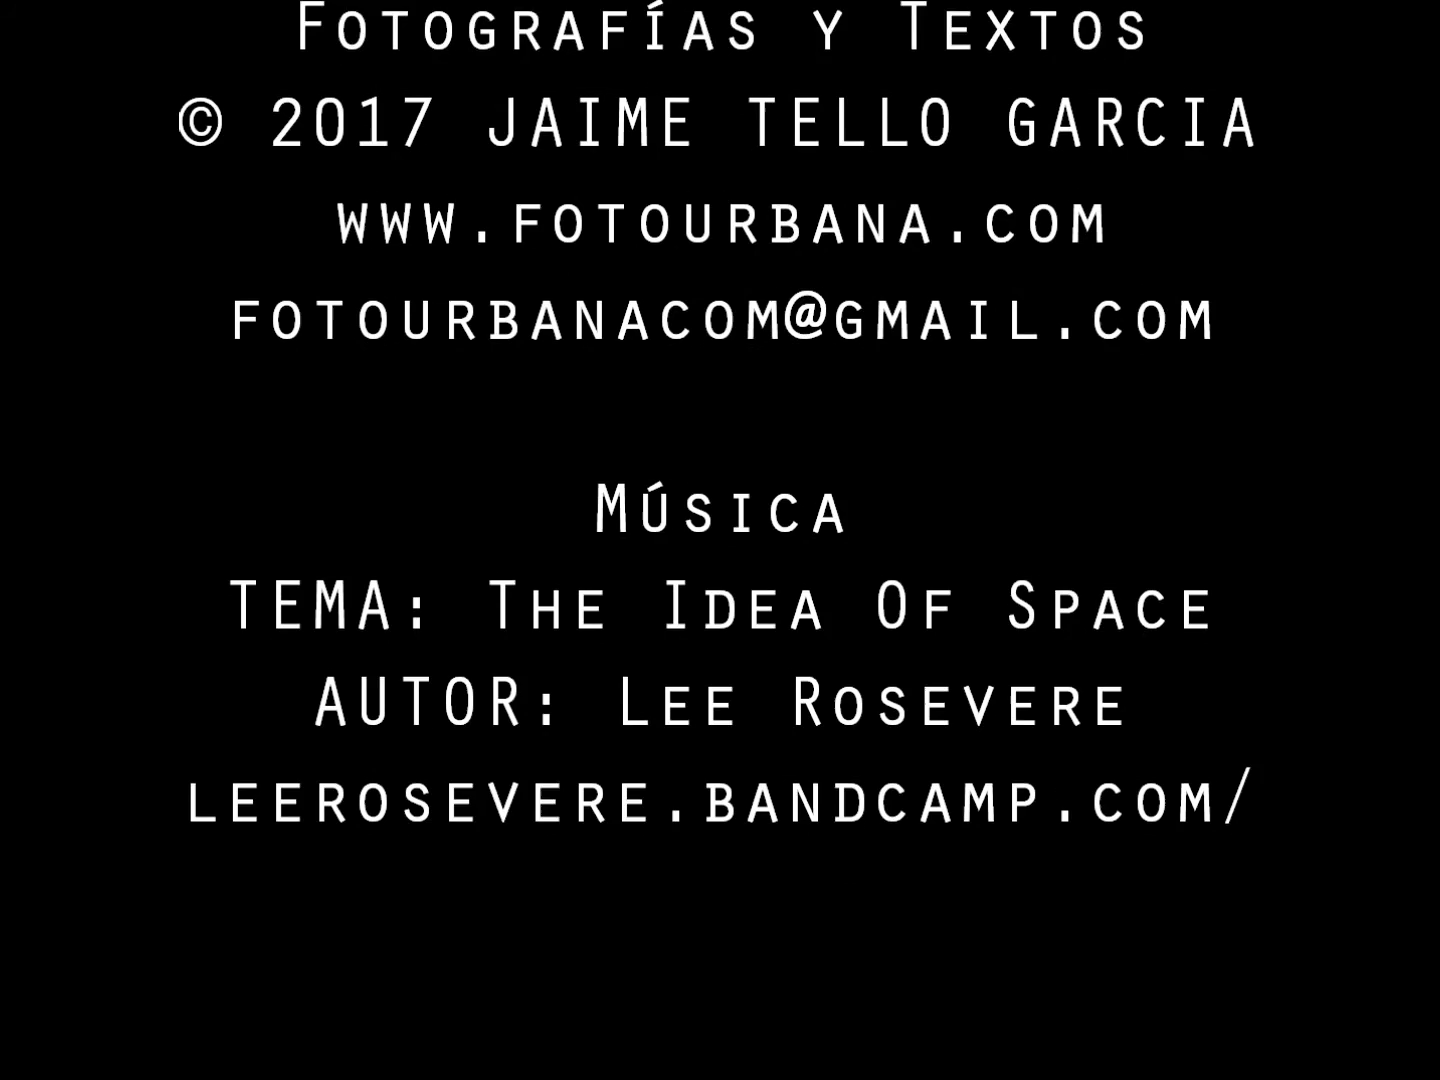 Fotografías y Textos
© 2017 JAIME TELLO GARCIA
www.fotourbana.com
fotourbanacom@gmail.com
Música
TEMA: The Idea Of Space
AUTOR: Lee Rosevere
leerosevere.bandcamp.com/